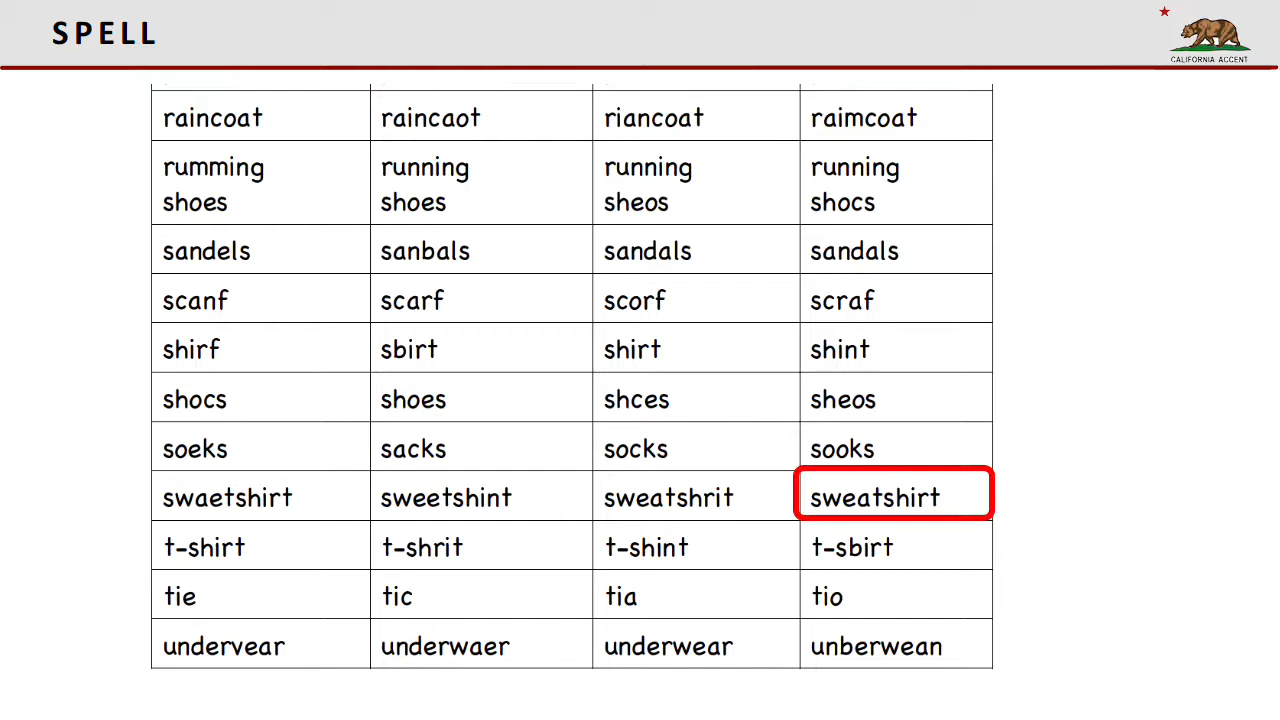 SPELL
CALIFORNIA ACCENT
raincoat raincaot riancoat raimcoat
rumming running running running
shoes shoes sheos shocs
sandels sanbals sandals sandals
scanf scarf scorf scraf
shirf sbirt shirt shint
shocs shoes shces sheos
soeks sacks socks sooks
swaetshirt sweetshint sweatshrit sweatshirt
t-shirt t-shrit t-shint t-sbirt
tie tic tia tio
undervear underwaer underwear unberwean